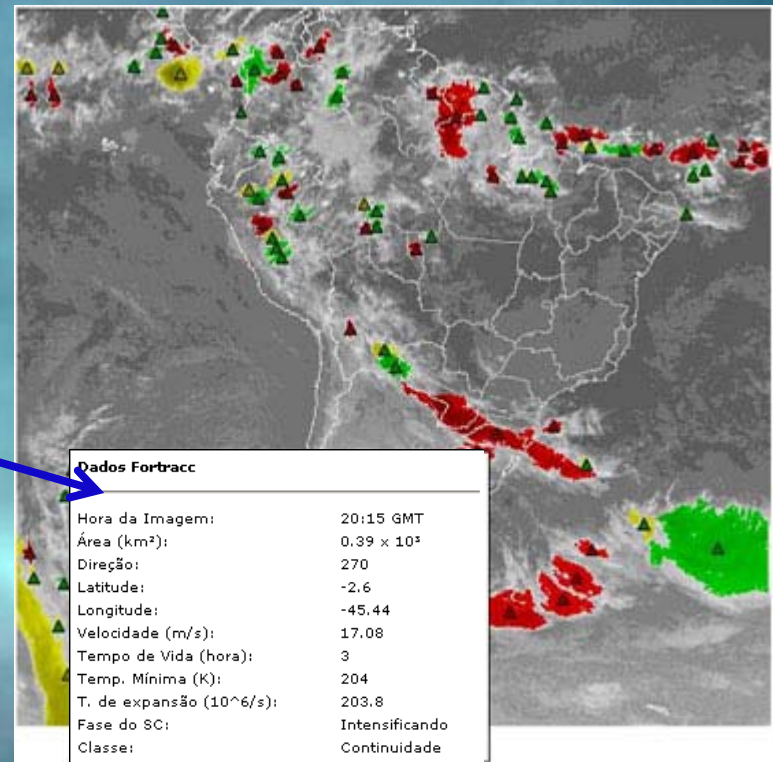 Dados Fortracc
Hora da Imagem: 20:15 GMT
Área (km²): 0.39 x 10³
Direção: 270
Latitude: -2.6
Longitude: -45.44
Velocidade (m/s): 17.08
Tempo de Vida (hora): 3
Temp. Mínima (K): 204
T. de expansão (10^6/s): 203.8
Fase do SC: Intensificando
Classe: Continuidade